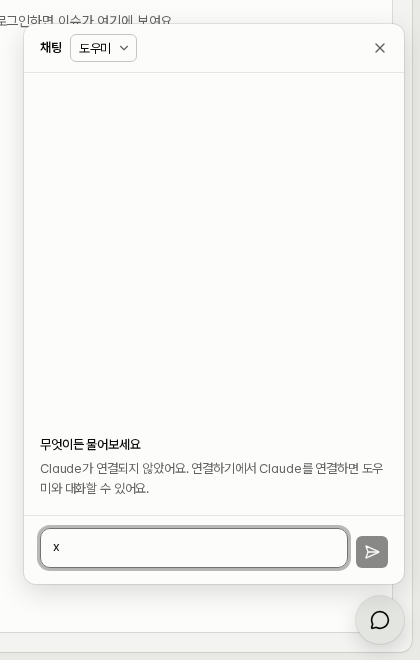 로그인하면 이슈가 여기에 보여요
채팅
도우미
무엇이든 물어보세요
Claude가 연결되지 않았어요. 연결하기에서 Claude를 연결하면 도우
미와 대화할 수 있어요.
x